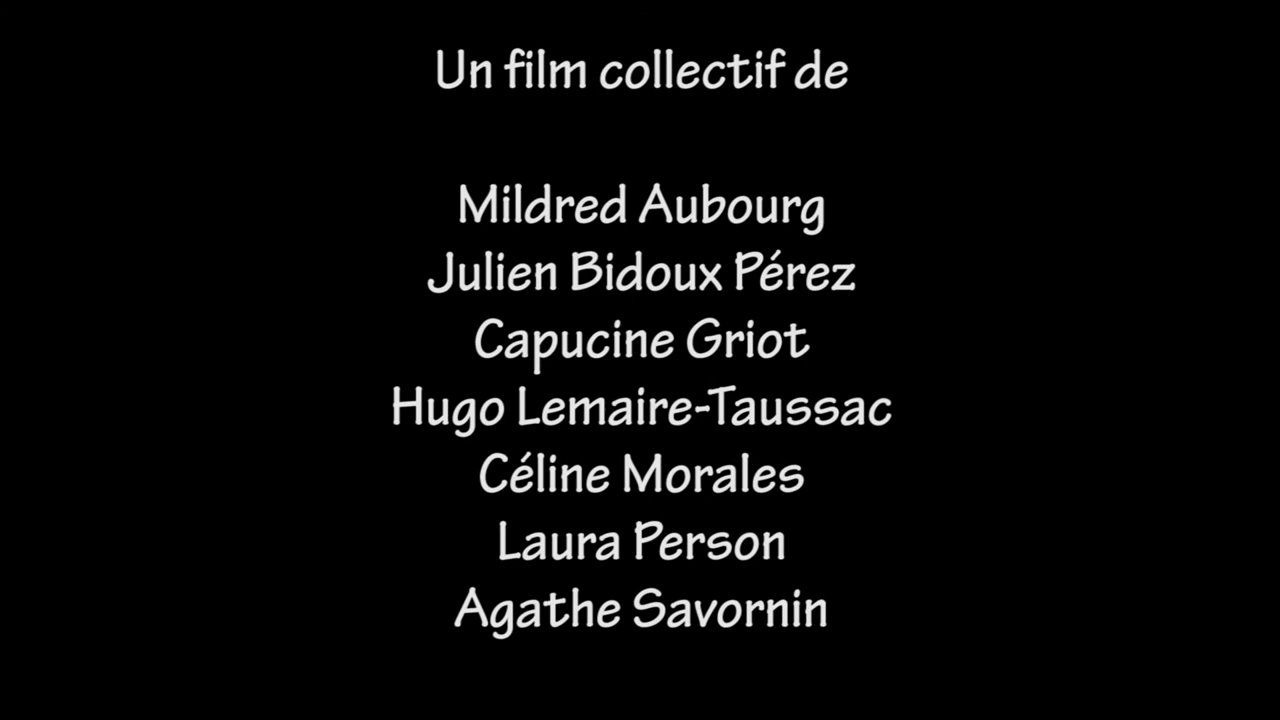 Un film collectif de
Mildred Aubourg
Julien Bidoux Pérez
Capucine Griot
Hugo Lemaire-Taussac
Céline Morales
Laura Person
Agathe Savornin